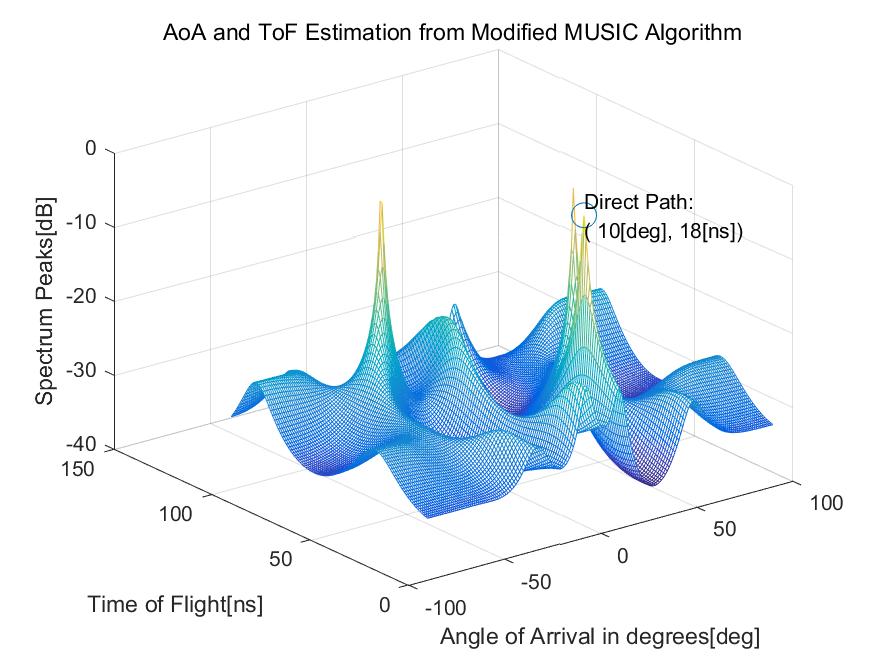 AoA and ToF Estimation from Modified MUSIC Algorithm
0
-10
-20
-30
-40
Spectrum Peaks[dB]
Direct Path:
( 10[deg], 18[ns])
150
100
50
0
Time of Flight[ns]
-100
-50
0
50
100
Angle of Arrival in degrees[deg]